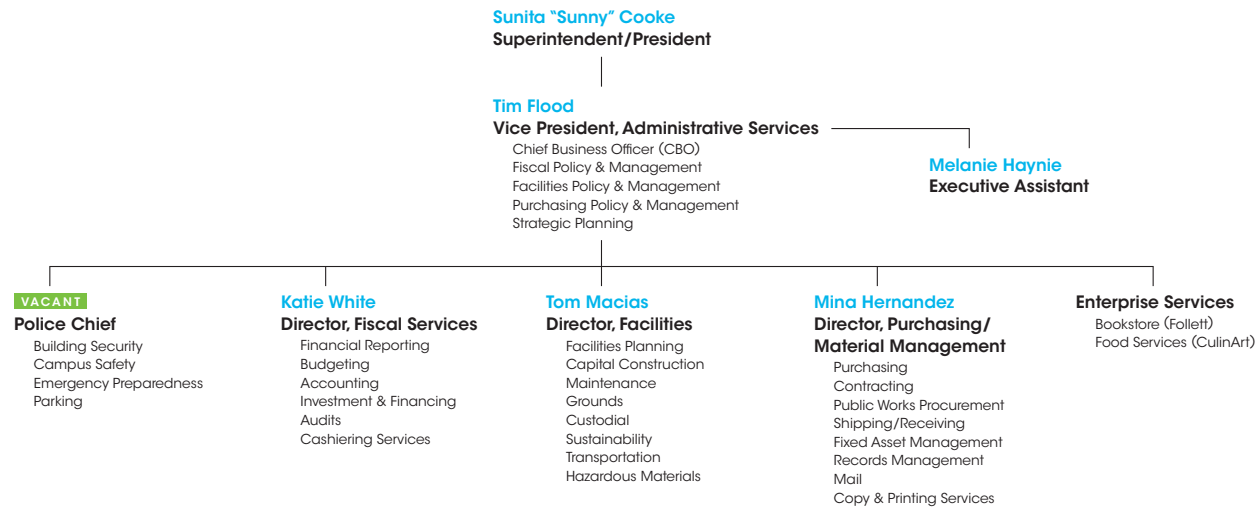 Sunita “Sunny” Cooke
Superintendent/President
Tim Flood
Vice President, Administrative Services
Chief Business Officer (CBO)
Fiscal Policy & Management
Facilities Policy & Management
Purchasing Policy & Management
Strategic Planning
Melanie Haynie
Executive Assistant
VACANT
Police Chief
Building Security
Campus Safety
Emergency Preparedness
Parking
Katie White
Director, Fiscal Services
Financial Reporting
Budgeting
Accounting
Investment & Financing
Audits
Cashiering Services
Tom Macias
Director, Facilities
Facilities Planning
Capital Construction
Maintenance
Grounds
Custodial
Sustainability
Transportation
Hazardous Materials
Mina Hernandez
Director, Purchasing/
Material Management
Purchasing
Contracting
Public Works Procurement
Shipping/Receiving
Fixed Asset Management
Records Management
Mail
Copy & Printing Services
Enterprise Services
Bookstore (Follett)
Food Services (CulinArt)